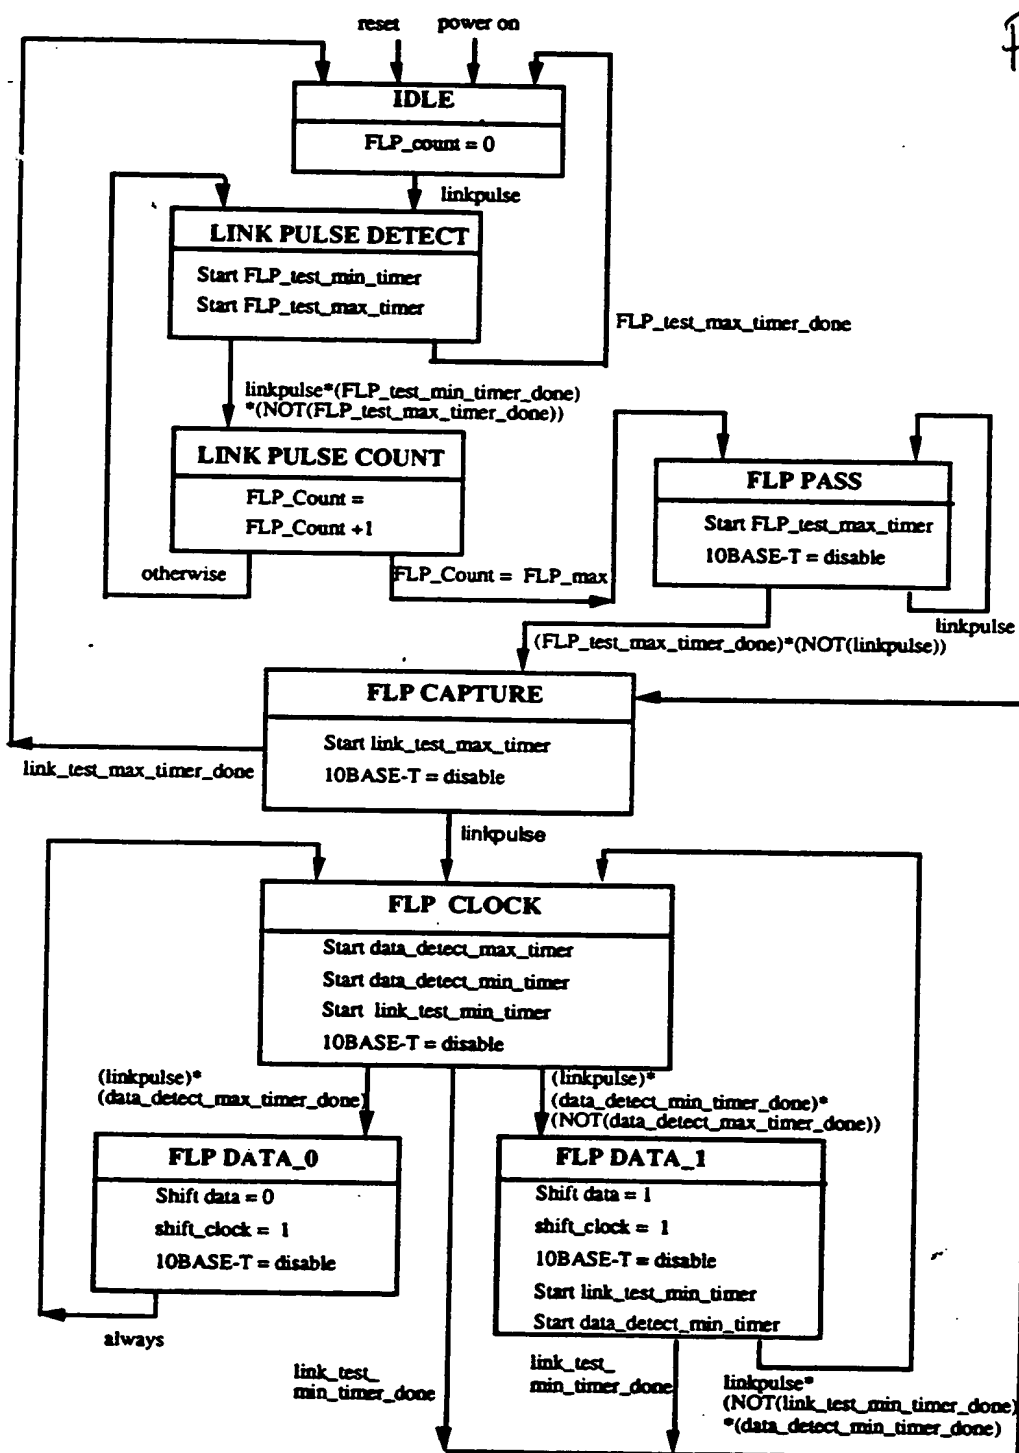 reset
power on
IDLE
FLP_count = 0
linkpulse
LINK PULSE DETECT
Start FLP_test_min_timer
Start FLP_test_max_timer
FLP_test_max_timer_done
linkpulse*(FLP_test_min_timer_done)
*(NOT(FLP_test_max_timer_done))
LINK PULSE COUNT
FLP_Count =
FLP_Count +1
otherwise
FLP_Count = FLP_max
FLP PASS
Start FLP_test_max_timer
10BASE-T = disable
linkpulse
(FLP_test_max_timer_done)*(NOT(linkpulse))
FLP CAPTURE
Start link_test_max_timer
10BASE-T = disable
link_test_max_timer_done
linkpulse
FLP CLOCK
Start data_detect_max_timer
Start data_detect_min_timer
Start link_test_min_timer
10BASE-T = disable
(linkpulse)*
(data_detect_max_timer_done)
(linkpulse)*
(data_detect_min_timer_done)*
(NOT(data_detect_max_timer_done))
FLP DATA_0
Shift data = 0
shift_clock = 1
10BASE-T = disable
always
FLP DATA_1
Shift data = 1
shift_clock = 1
10BASE-T = disable
Start link_test_min_timer
Start data_detect_min_timer
link_test_
min_timer_done
link_test_
min_timer_done
linkpulse*
(NOT(link_test_min_timer_done)
*(data_detect_min_timer_done)